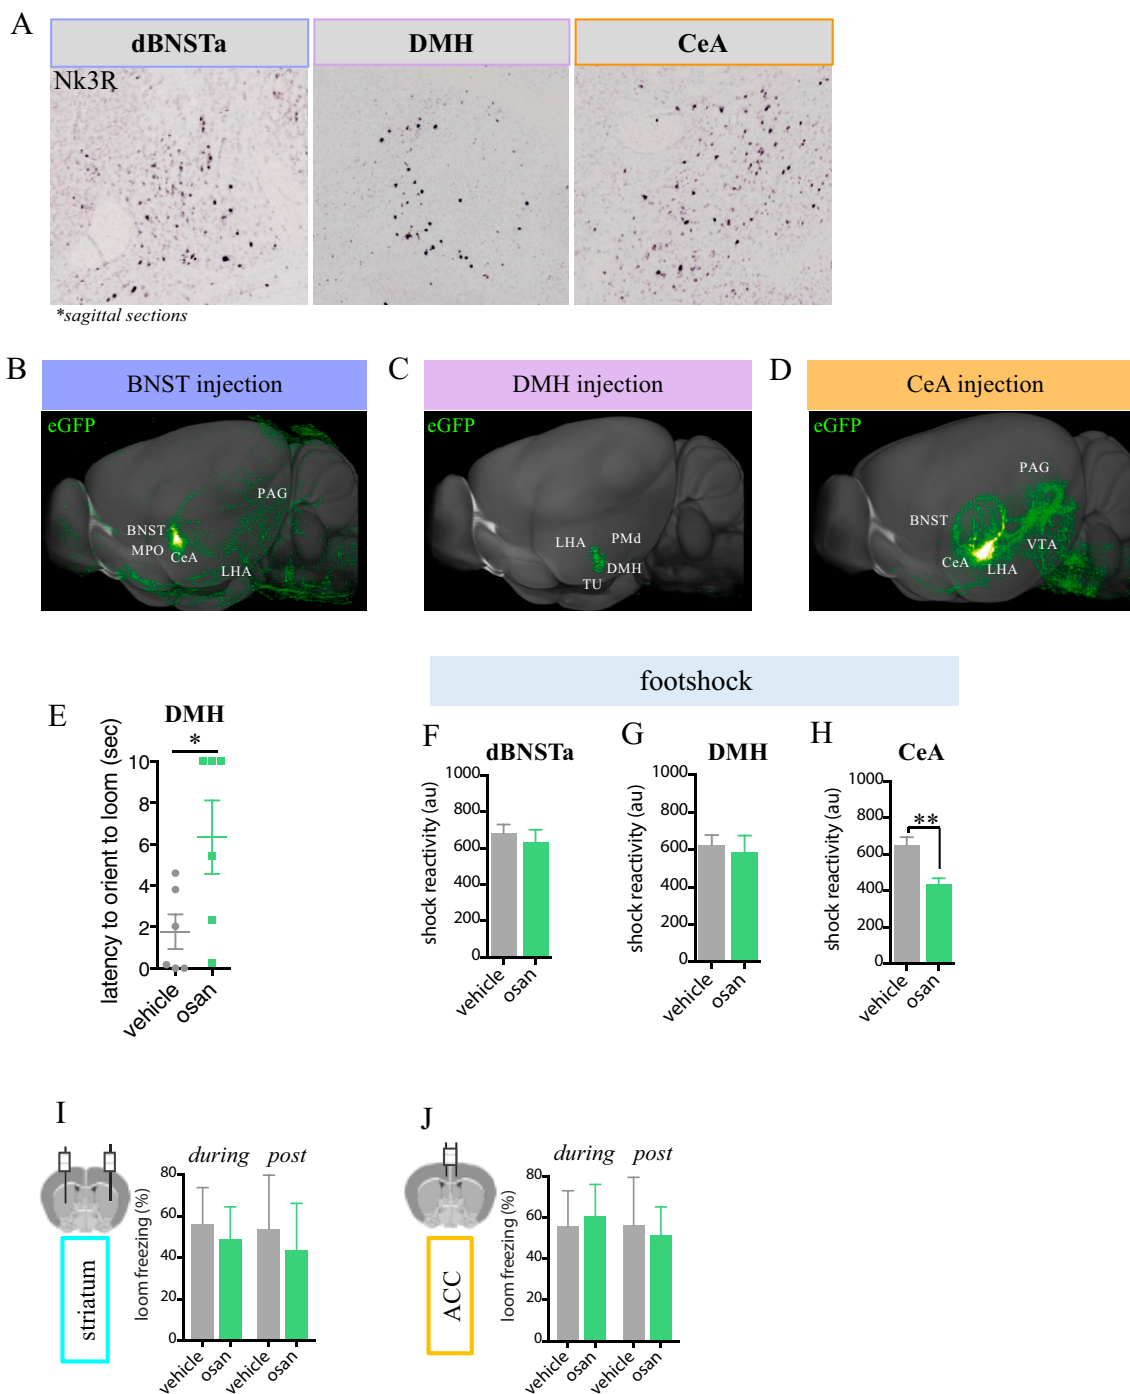 A
dBNSTa
DMH
CeA
Nk3R
*sagittal sections
B
BNST injection
C
DMH injection
D
CeA injection
eGFP
PAG
BNST
MPO
CeA
LHA
eGFP
LHA
PMd
DMH
TU
eGFP
PAG
BNST
VTA
CeA
LHA
footshock
E
DMH
*
latency to orient to loom (sec)
10
8
6
4
2
0
vehicle
osan
F
dBNSTa
shock reactivity (au)
1000
800
600
400
200
0
vehicle
osan
G
DMH
shock reactivity (au)
1000
800
600
400
200
0
vehicle
osan
H
CeA
**
shock reactivity (au)
1000
800
600
400
200
0
vehicle
osan
I
striatum
during post
loom freezing (%)
80
60
40
20
0
vehicle
osan
vehicle
osan
J
ACC
during post
loom freezing (%)
80
60
40
20
0
vehicle
osan
vehicle
osan